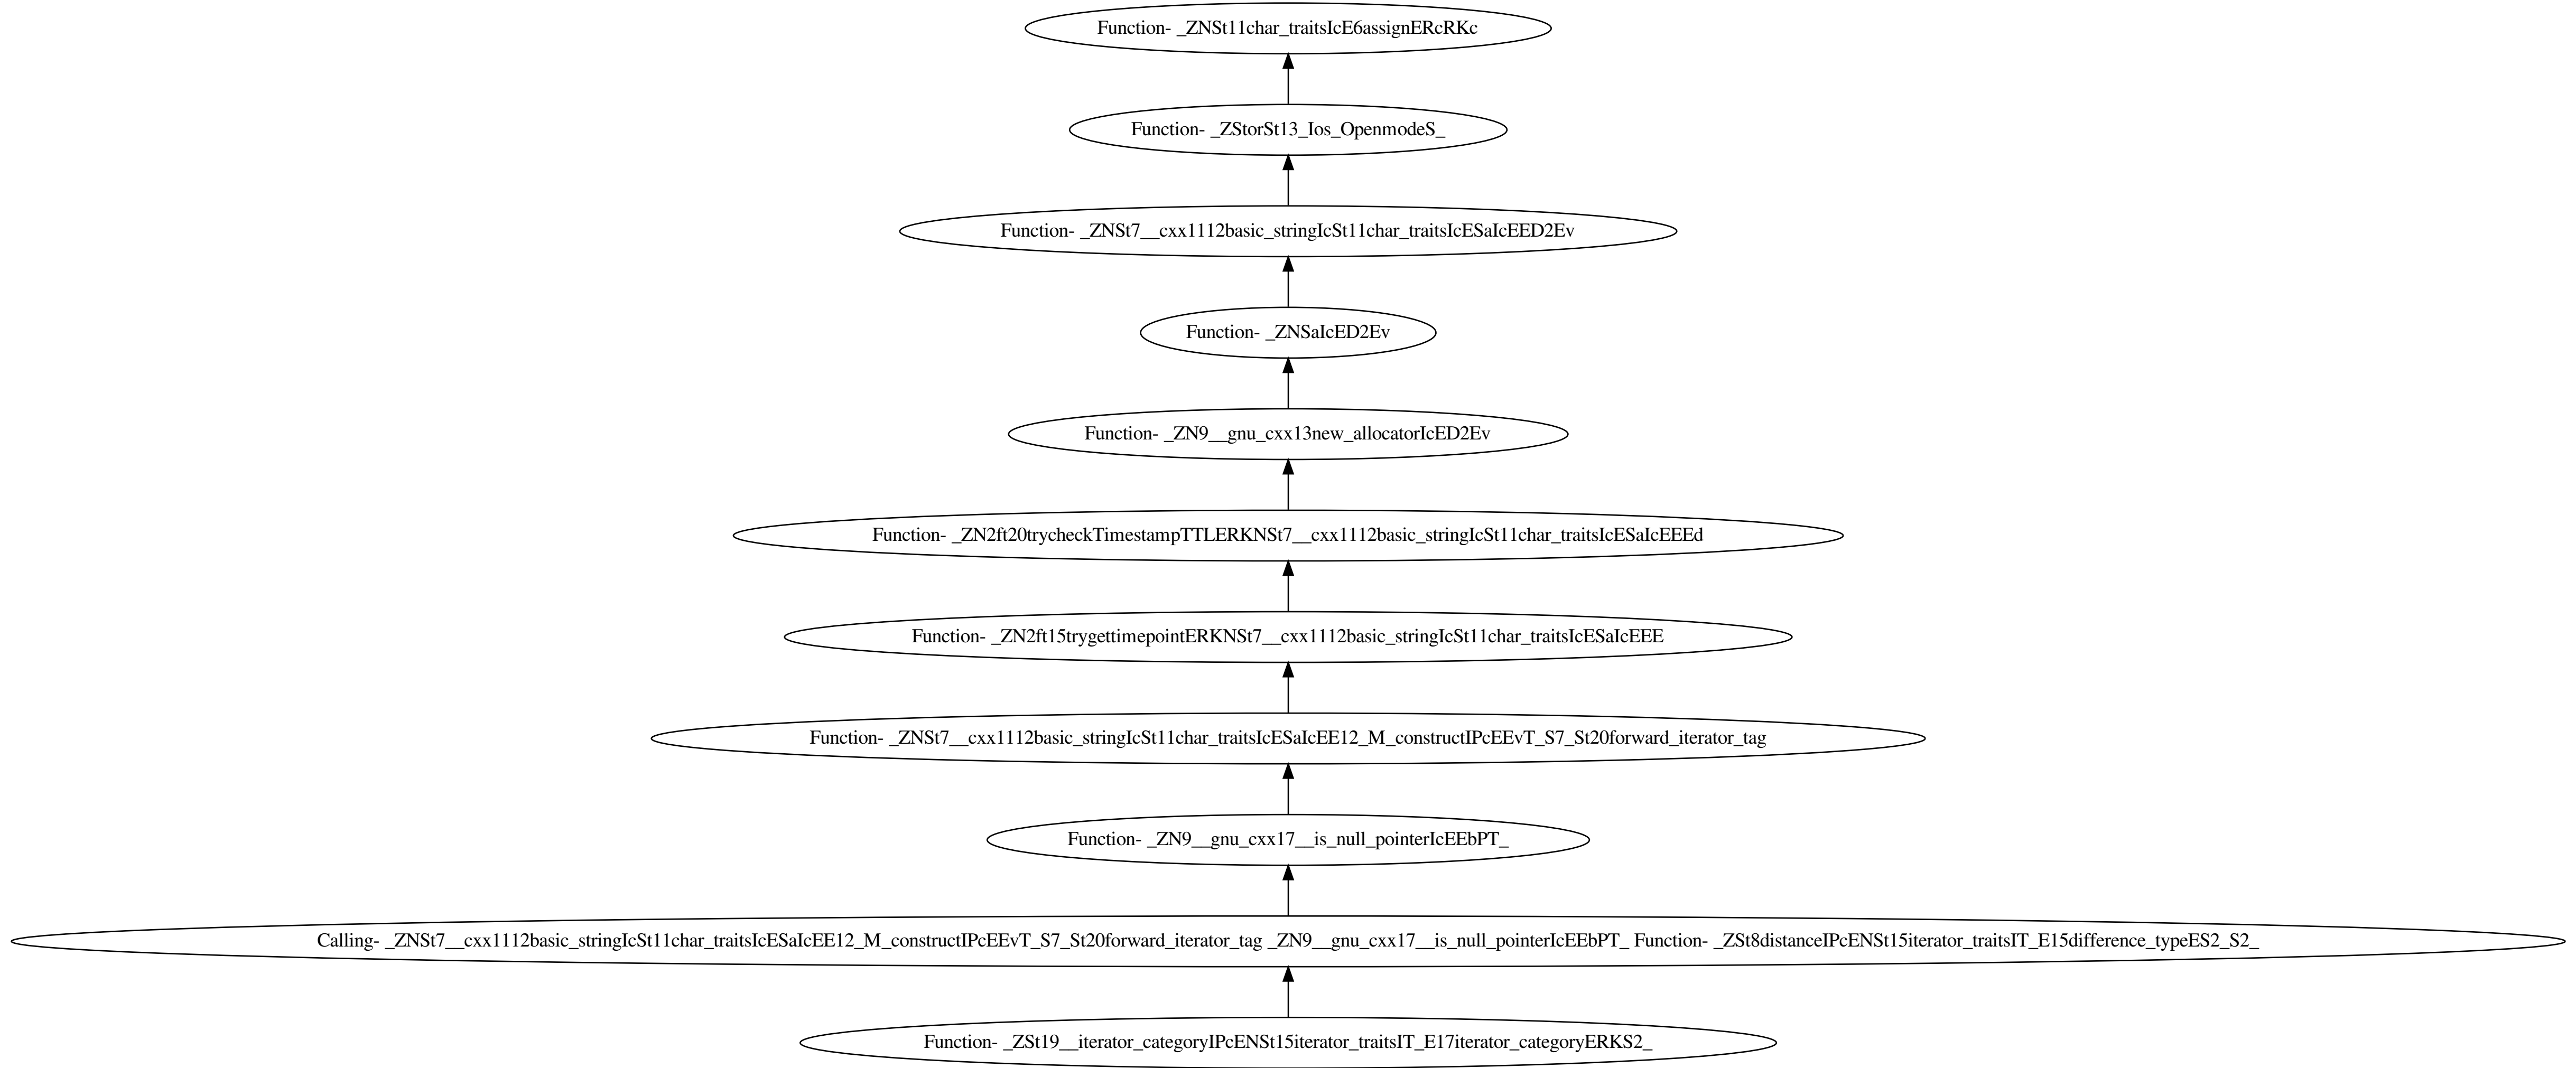 Function- _ZNSt11char_traitsIcE6assignERcRKc
Function- _ZStorSt13_Ios_OpenmodeS_
Function- _ZNSt7__cxx1112basic_stringIcSt11char_traitsIcESaIcEED2Ev
Function- _ZNSaIcED2Ev
Function- _ZN9__gnu_cxx13new_allocatorIcED2Ev
Function- _ZN2ft20trycheckTimestampTTLERKNSt7__cxx1112basic_stringIcSt11char_traitsIcESaIcEEEd
Function- _ZN2ft15trygettimepointERKNSt7__cxx1112basic_stringIcSt11char_traitsIcESaIcEEE
Function- _ZNSt7__cxx1112basic_stringIcSt11char_traitsIcESaIcEE12_M_constructIPcEEvT_S7_St20forward_iterator_tag
Function- _ZN9__gnu_cxx17__is_null_pointerIcEEbPT_
Calling- _ZNSt7__cxx1112basic_stringIcSt11char_traitsIcESaIcEE12_M_constructIPcEEvT_S7_St20forward_iterator_tag _ZN9__gnu_cxx17__is_null_pointerIcEEbPT_ Function- _ZSt8distanceIPcENSt15iterator_traitsIT_E15difference_typeES2_S2_
Function- _ZSt19__iterator_categoryIPcENSt15iterator_traitsIT_E17iterator_categoryERKS2_